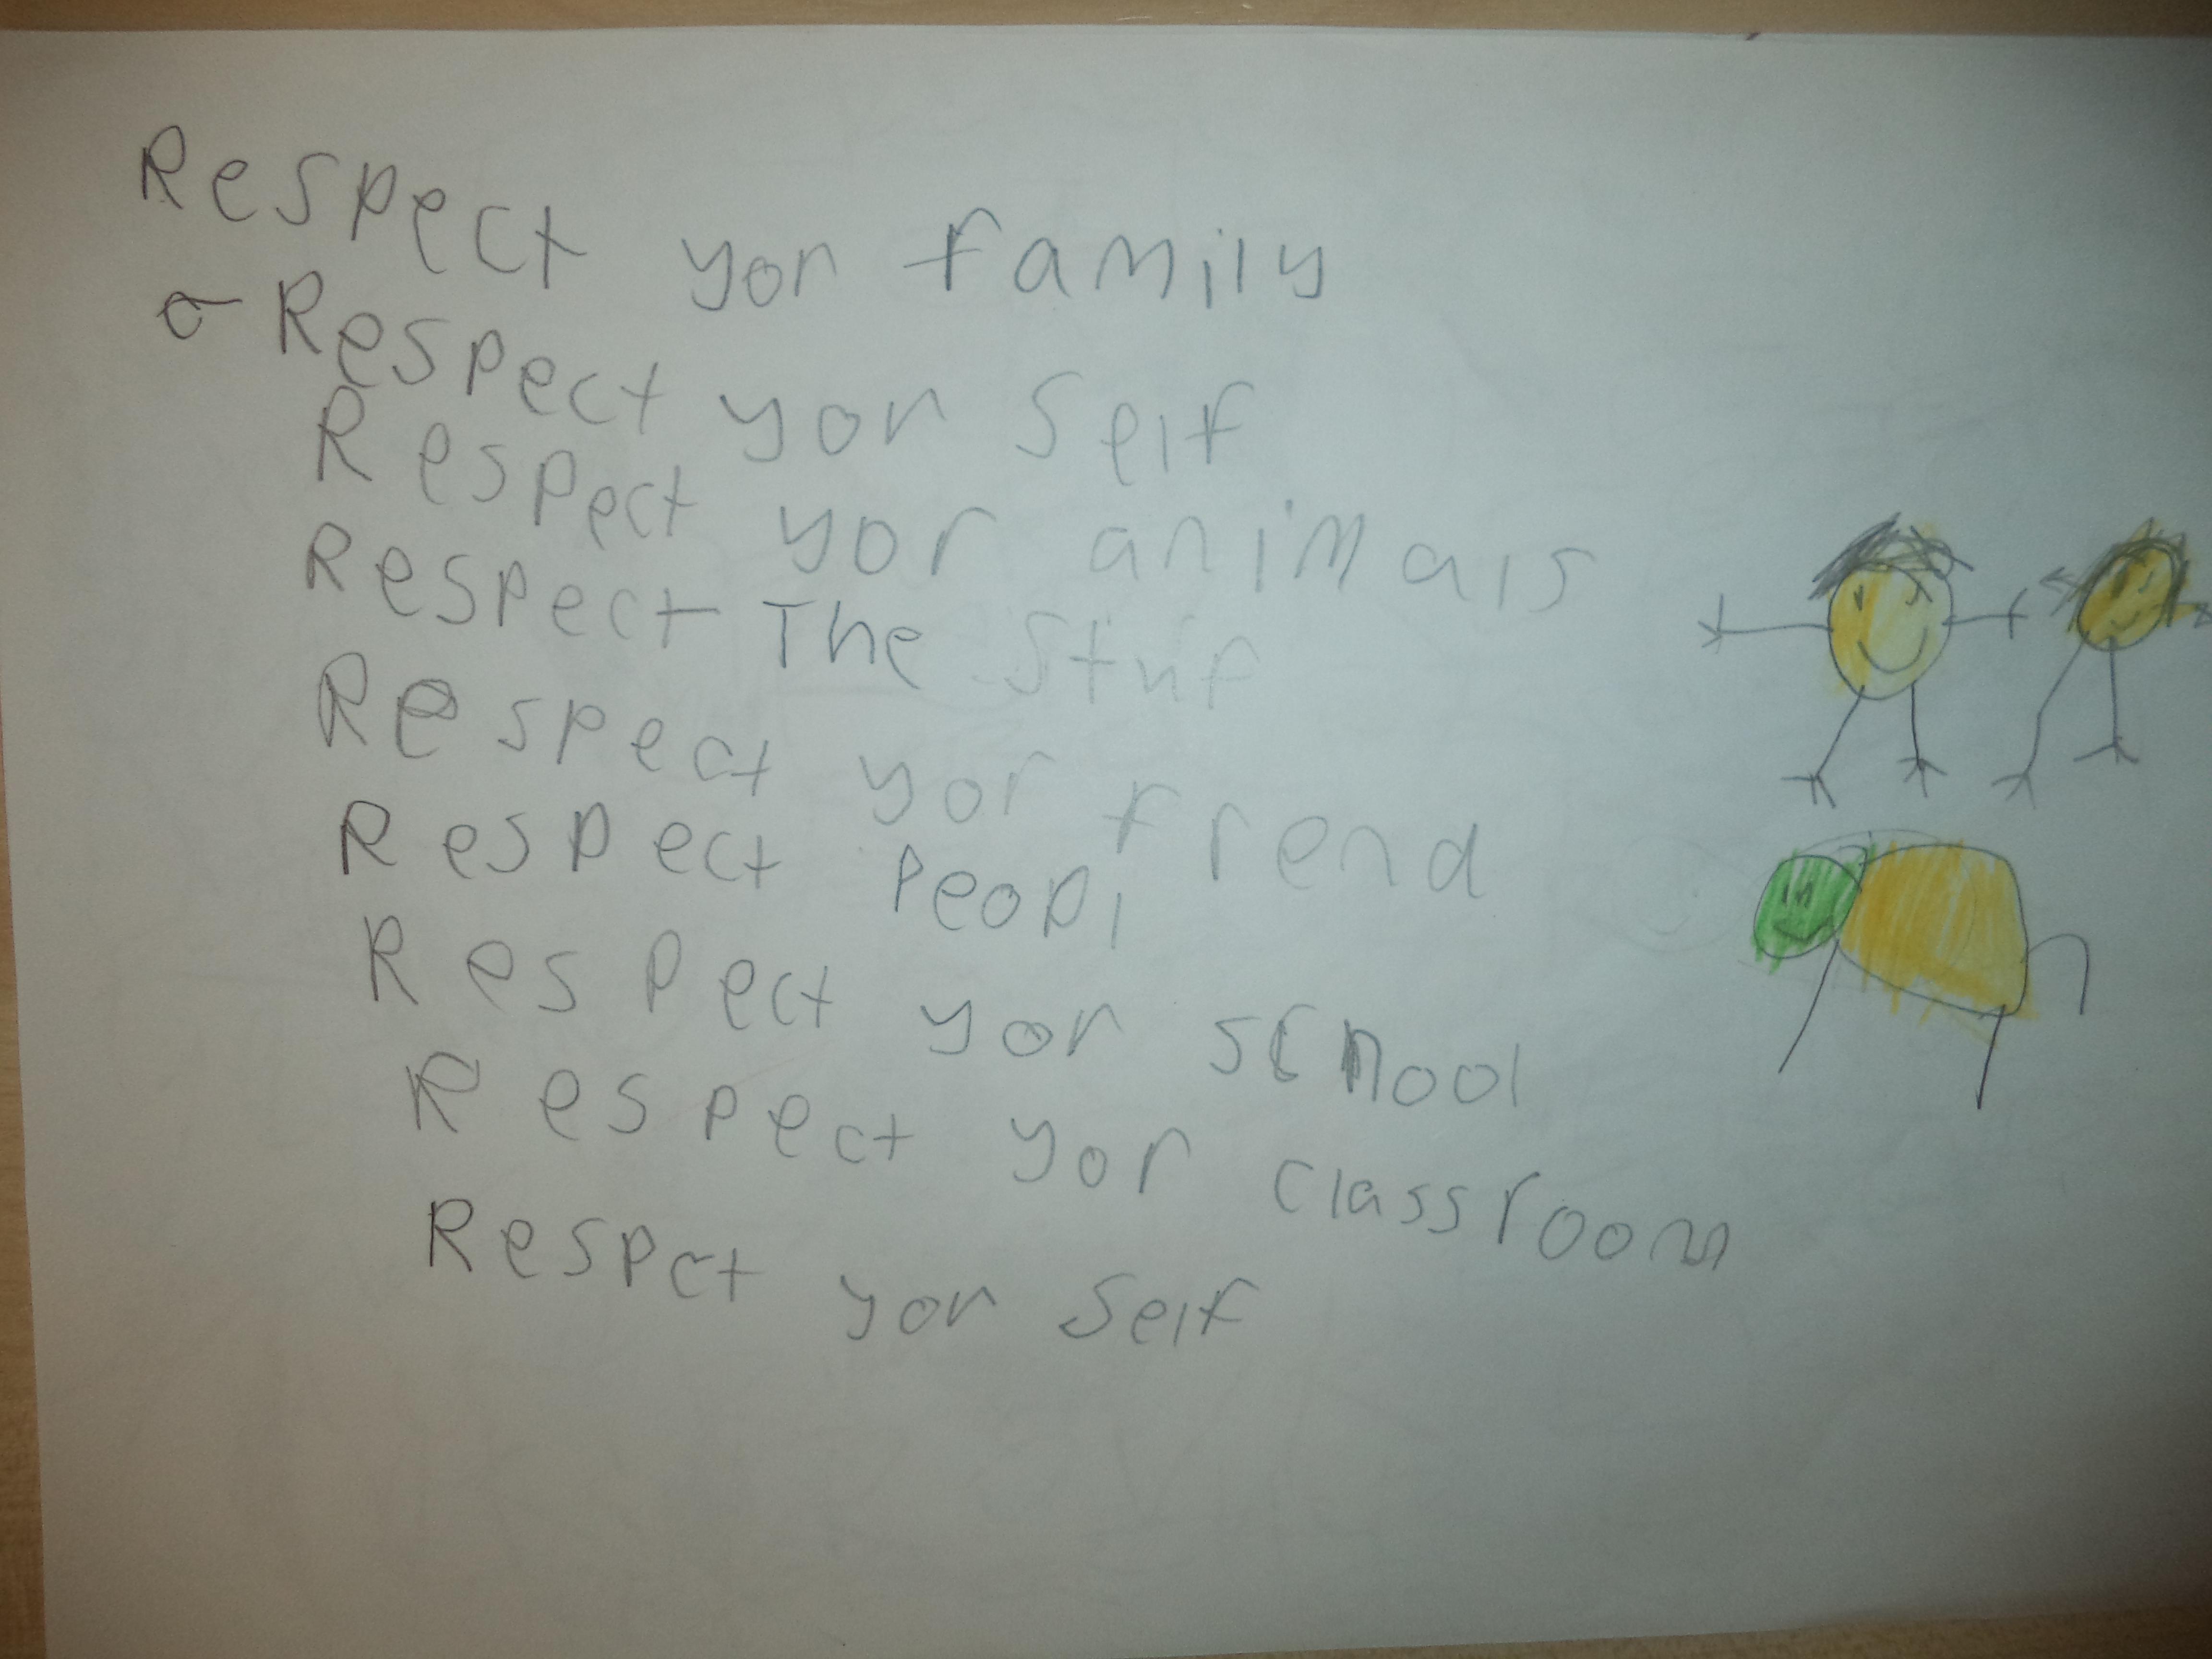 Respect yor family
Respect yor Self
Respect yor animals
Respect The Stuf
Respect yor frend
Respect Peopl
Respect yor school
Respect yor classroom
Respct yor Self